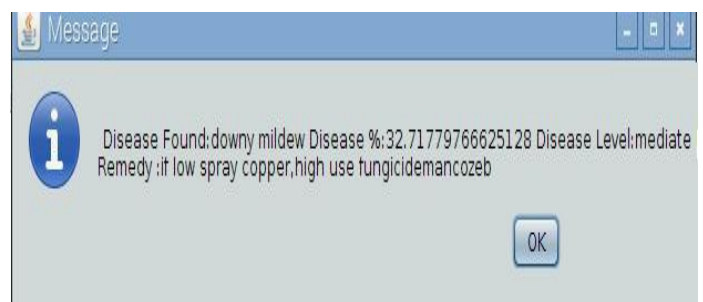 Message
Disease Found:downy mildew Disease %:32.71779766625128 Disease Level:mediate
Remedy :if low spray copper,high use fungicidemancozeb
OK